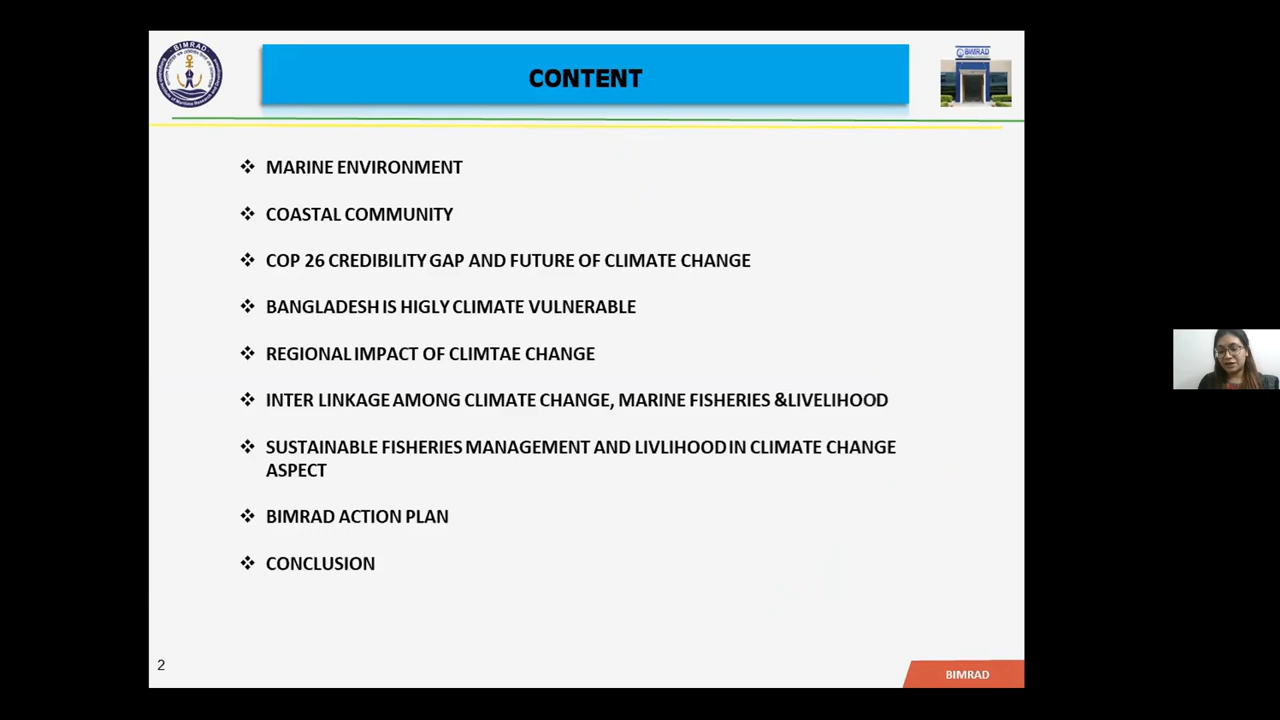 BIMRAD
BIMRAD
CONTENT
MARINE ENVIRONMENT
COASTAL COMMUNITY
COP 26 CREDIBILITY GAP AND FUTURE OF CLIMATE CHANGE
BANGLADESH IS HIGLY CLIMATE VULNERABLE
REGIONAL IMPACT OF CLIMTAE CHANGE
INTER LINKAGE AMONG CLIMATE CHANGE, MARINE FISHERIES &LIVELIHOOD
SUSTAINABLE FISHERIES MANAGEMENT AND LIVLIHOOD IN CLIMATE CHANGE
ASPECT
BIMRAD ACTION PLAN
CONCLUSION
2
BIMRAD